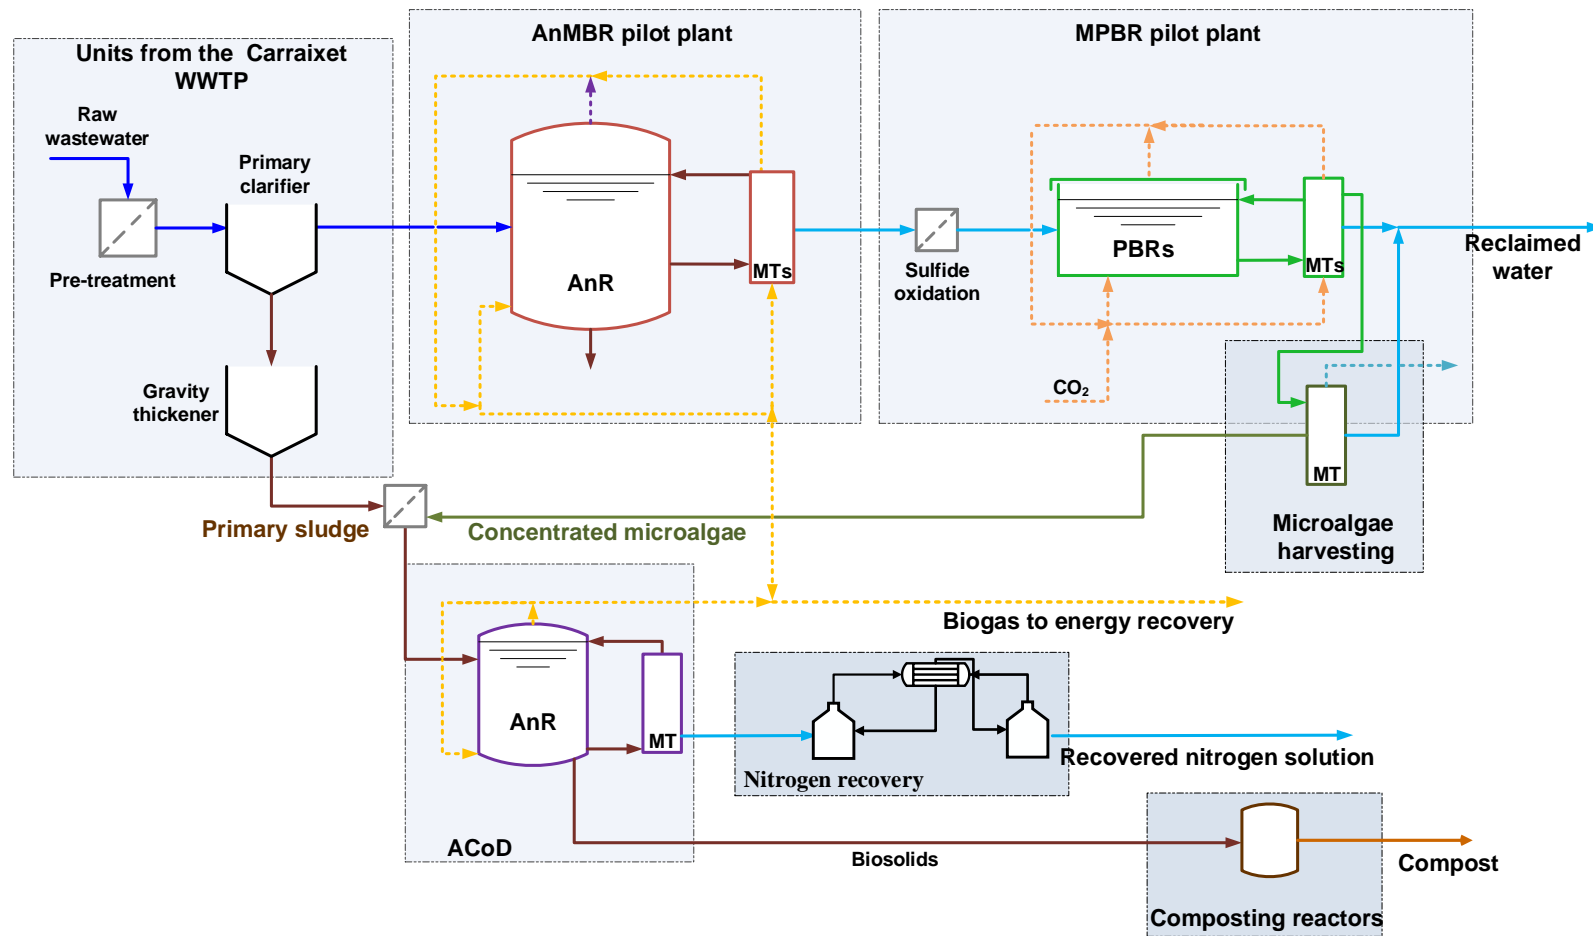 Units from the Carraixet
WWTP
Raw
wastewater
Primary
clarifier
Pre-treatment
Gravity
thickener
Primary sludge
AnMBR pilot plant
AnR
MTs
MPBR pilot plant
Sulfide
oxidation
PBRs
MTs
CO₂
Reclaimed
water
MT
Microalgae
harvesting
Concentrated microalgae
Biogas to energy recovery
AnR
MT
ACoD
Nitrogen recovery
Recovered nitrogen solution
Biosolids
Compost
Composting reactors